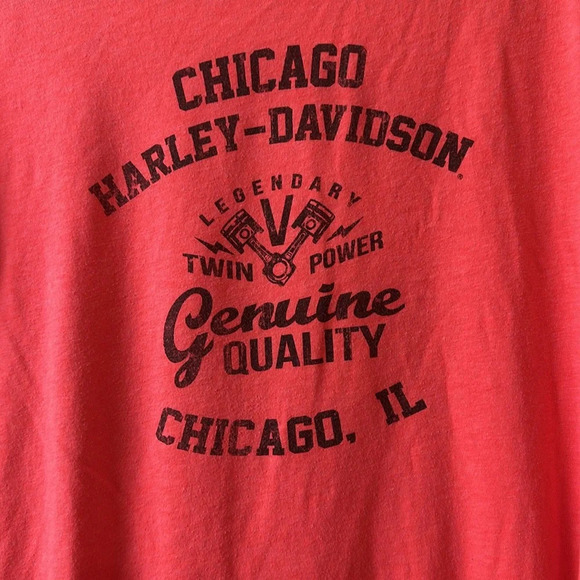 CHICAGO
HARLEY-DAVIDSON®
LEGENDARY
V
TWIN POWER
Genuine
QUALITY
CHICAGO, IL